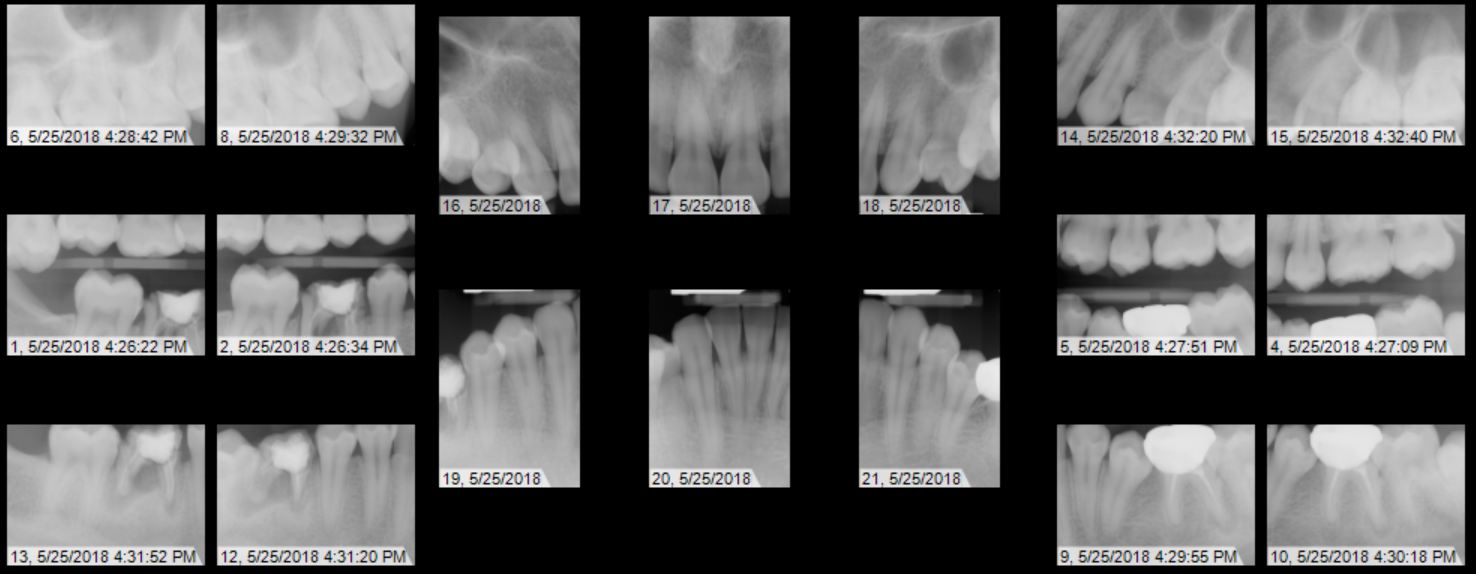 6, 5/25/2018 4:28:42 PM
8, 5/25/2018 4:29:32 PM
16, 5/25/2018
17, 5/25/2018
18, 5/25/2018
14, 5/25/2018 4:32:20 PM
15, 5/25/2018 4:32:40 PM
1, 5/25/2018 4:26:22 PM
2, 5/25/2018 4:26:34 PM
5, 5/25/2018 4:27:51 PM
4, 5/25/2018 4:27:09 PM
19, 5/25/2018
20, 5/25/2018
21, 5/25/2018
13, 5/25/2018 4:31:52 PM
12, 5/25/2018 4:31:20 PM
9, 5/25/2018 4:29:55 PM
10, 5/25/2018 4:30:18 PM